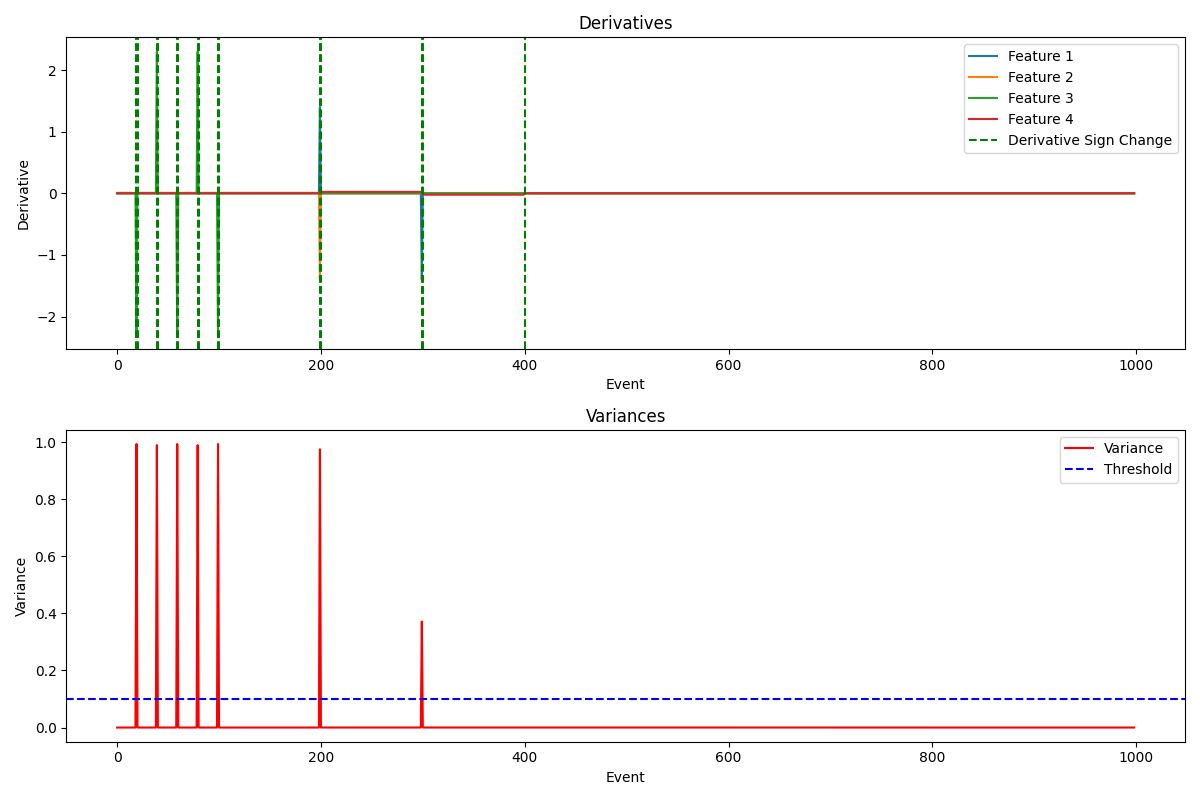 Derivatives
Derivative
2
1
0
−1
−2
Feature 1
Feature 2
Feature 3
Feature 4
Derivative Sign Change
0 200 400 600 800 1000
Event
Variances
Variance
1.0
0.8
0.6
0.4
0.2
0.0
Variance
Threshold
0 200 400 600 800 1000
Event